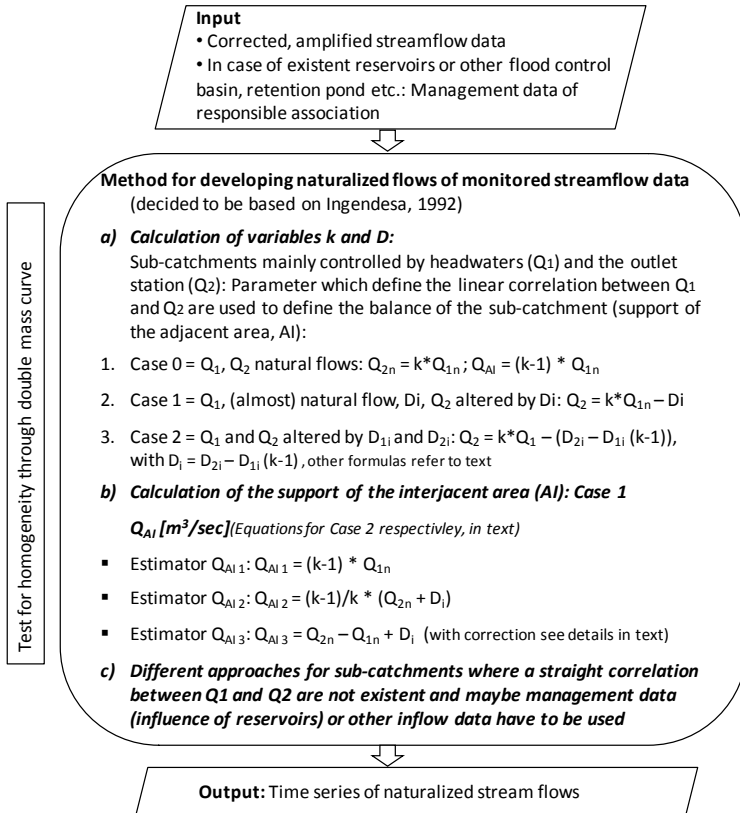 Input
• Corrected, amplified streamflow data
• In case of existent reservoirs or other flood control
basin, retention pond etc.: Management data of
responsible association
Test for homogeneity through double mass curve
Method for developing naturalized flows of monitored streamflow data
(decided to be based on Ingendesa, 1992)
a) Calculation of variables k and D:
Sub-catchments mainly controlled by headwaters (Q1) and the outlet
station (Q2): Parameter which define the linear correlation between Q1
and Q2 are used to define the balance of the sub-catchment (support of
the adjacent area, AI):
1. Case 0 = Q1, Q2 natural flows: Q2n = k*Q1n ; QAI = (k-1) * Q1n
2. Case 1 = Q1, (almost) natural flow, Di, Q2 altered by Di: Q2 = k*Q1n – Di
3. Case 2 = Q1 and Q2 altered by D1i and D2i: Q2 = k*Q1 – (D2i – D1i (k-1)),
with Di = D2i – D1i (k-1) , other formulas refer to text
b) Calculation of the support of the interjacent area (AI): Case 1
QAI [m³/sec](Equations for Case 2 respectivley, in text)
▪ Estimator QAI 1: QAI 1 = (k-1) * Q1n
▪ Estimator QAI 2: QAI 2 = (k-1)/k * (Q2n + Di)
▪ Estimator QAI 3: QAI 3 = Q2n – Q1n + Di (with correction see details in text)
c) Different approaches for sub-catchments where a straight correlation
between Q1 and Q2 are not existent and maybe management data
(influence of reservoirs) or other inflow data have to be used
Output: Time series of naturalized stream flows